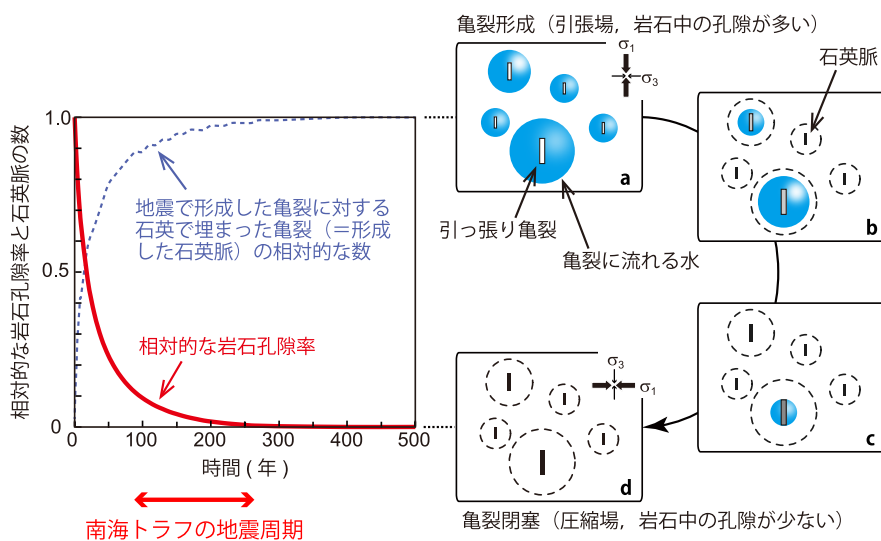 亀裂形成（引張場，岩石中の孔隙が多い）
σ1
σ3
石英脈
a
引っ張り亀裂
亀裂に流れる水
b
c
σ3
σ1
d
亀裂閉塞（圧縮場，岩石中の孔隙が少ない）
相対的な岩石孔隙率と石英脈の数
1.0
0.5
0
地震で形成した亀裂に対する
石英で埋まった亀裂（＝形成
した石英脈）の相対的な数
相対的な岩石孔隙率
0
100
200
300
400
500
時間 ( 年 )
南海トラフの地震周期